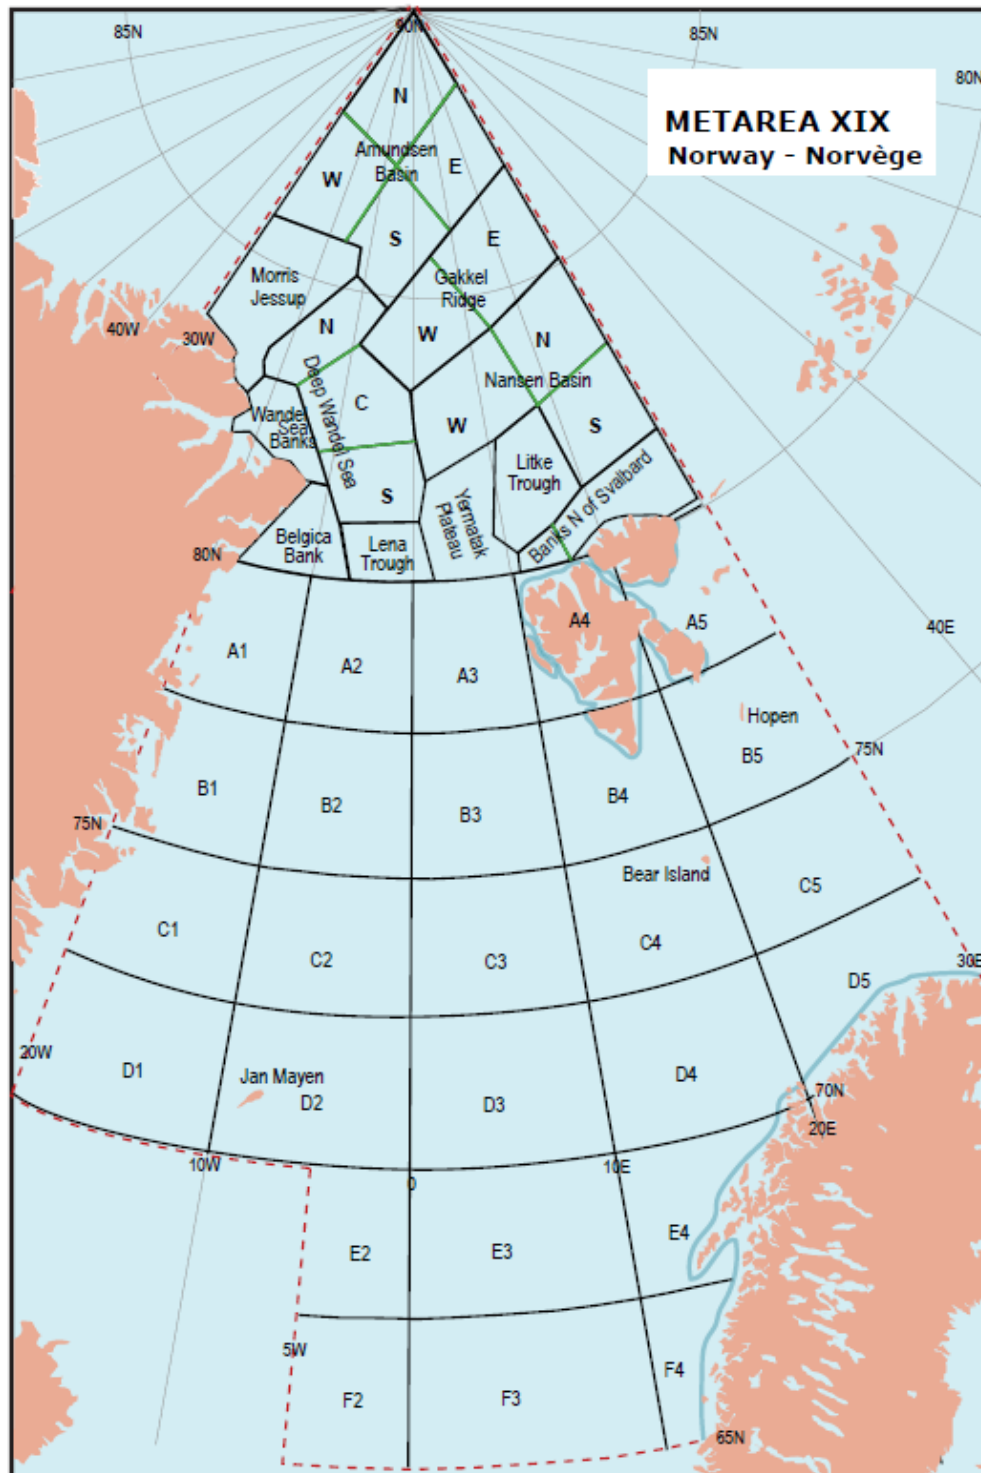 90N
85N
85N
80N
METAREA XIX
Norway - Norvège
N
Amundsen
Basin
W
E
S
E
Morris
Jessup
Gakkel
Ridge
40W
30W
N
W
N
Deep Wandel Sea
Nansen Basin
C
Wandel
Sea
Banks
W
S
Litke
Trough
S
Yermatak
Plateau
Banks N of Svalbard
Belgica
Bank
Lena
Trough
80N
A1
A2
A3
A4
A5
40E
Hopen
75N
B1
B2
B3
B4
B5
75N
Bear Island
C1
C2
C3
C4
C5
30E
D5
20W
D1
Jan Mayen
D2
D3
D4
70N
20E
10W
0
10E
E2
E3
E4
5W
F2
F3
F4
65N